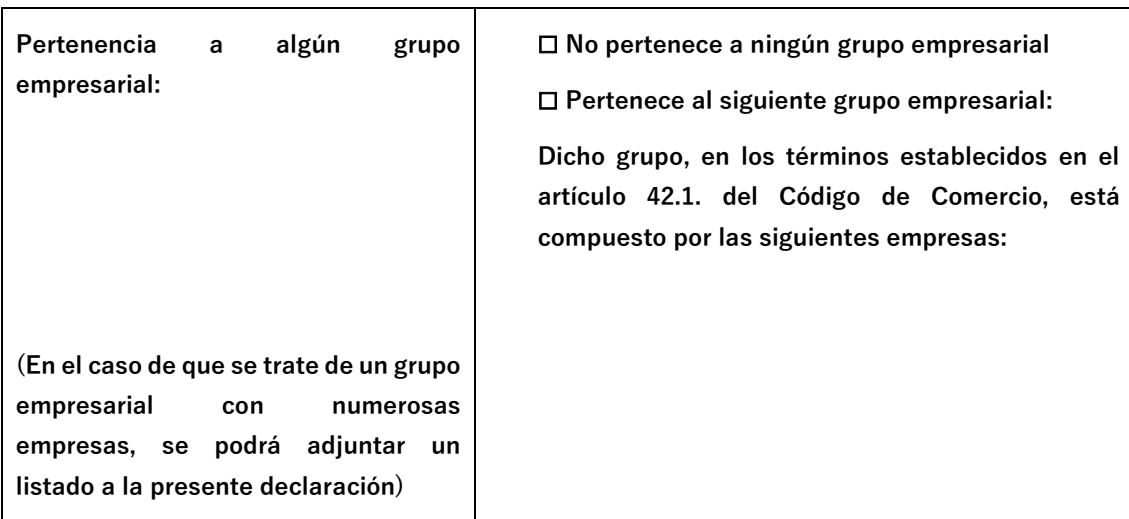 Pertenencia a algún grupo
empresarial:
(En el caso de que se trate de un grupo
empresarial con numerosas
empresas, se podrá adjuntar un
listado a la presente declaración)
☐ No pertenece a ningún grupo empresarial
☐ Pertenece al siguiente grupo empresarial:
Dicho grupo, en los términos establecidos en el
artículo 42.1. del Código de Comercio, está
compuesto por las siguientes empresas: